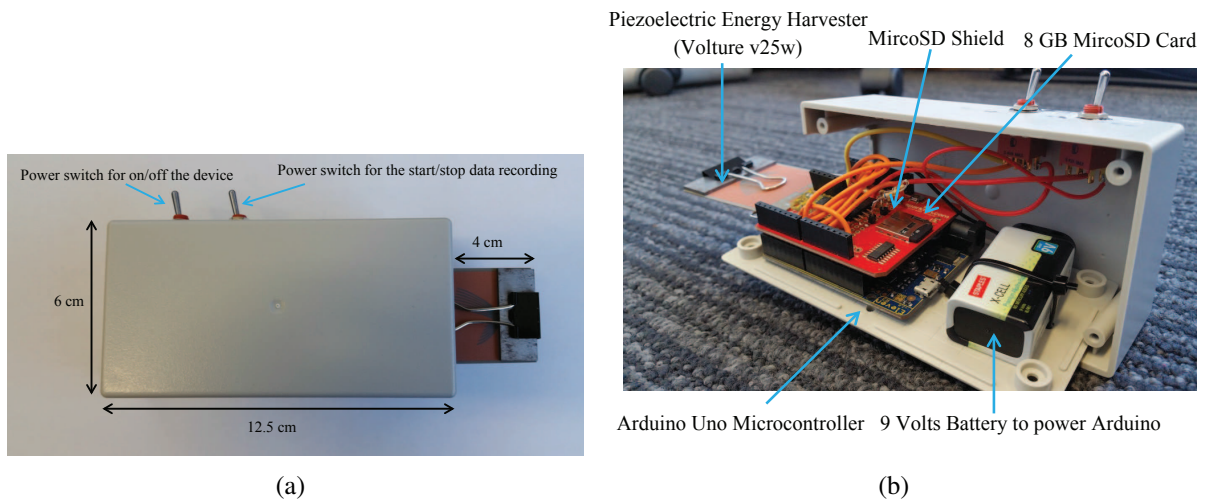 Power switch for on/off the device
Power switch for the start/stop data recording
4 cm
6 cm
12.5 cm
(a)
Piezoelectric Energy Harvester
(Volture v25w)
MircoSD Shield
8 GB MircoSD Card
STAPLES
X-CELL
Arduino Uno Microcontroller
9 Volts Battery to power Arduino
(b)